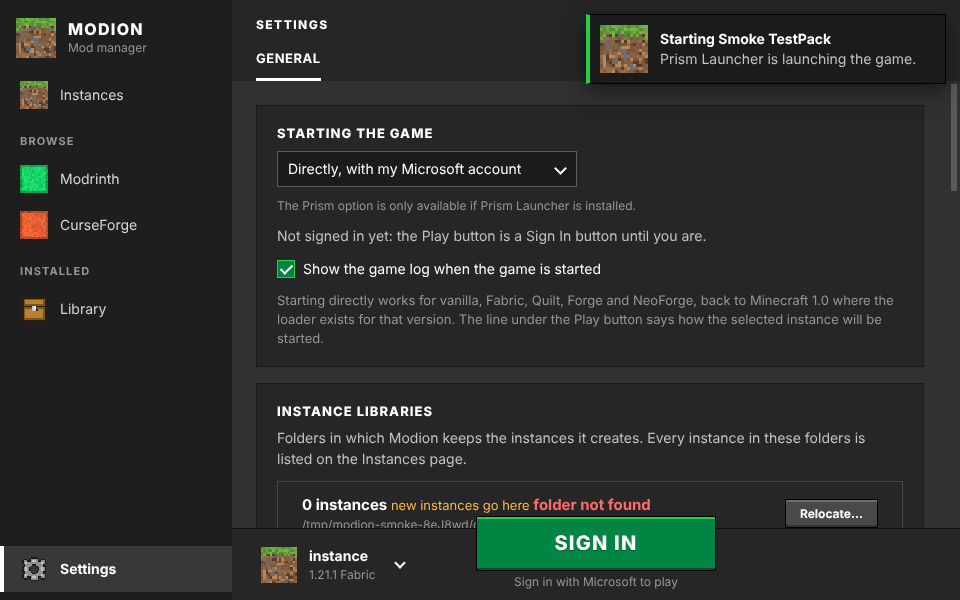 MODION
Mod manager
Instances
BROWSE
Modrinth
CurseForge
INSTALLED
Library
Settings
SETTINGS
GENERAL
Starting Smoke TestPack
Prism Launcher is launching the game.
STARTING THE GAME
Directly, with my Microsoft account
The Prism option is only available if Prism Launcher is installed.
Not signed in yet: the Play button is a Sign In button until you are.
Show the game log when the game is started
Starting directly works for vanilla, Fabric, Quilt, Forge and NeoForge, back to Minecraft 1.0 where the
loader exists for that version. The line under the Play button says how the selected instance will be
started.
INSTANCE LIBRARIES
Folders in which Modion keeps the instances it creates. Every instance in these folders is
listed on the Instances page.
0 instances new instances go here folder not found
Relocate...
instance
1.21.1 Fabric
SIGN IN
Sign in with Microsoft to play